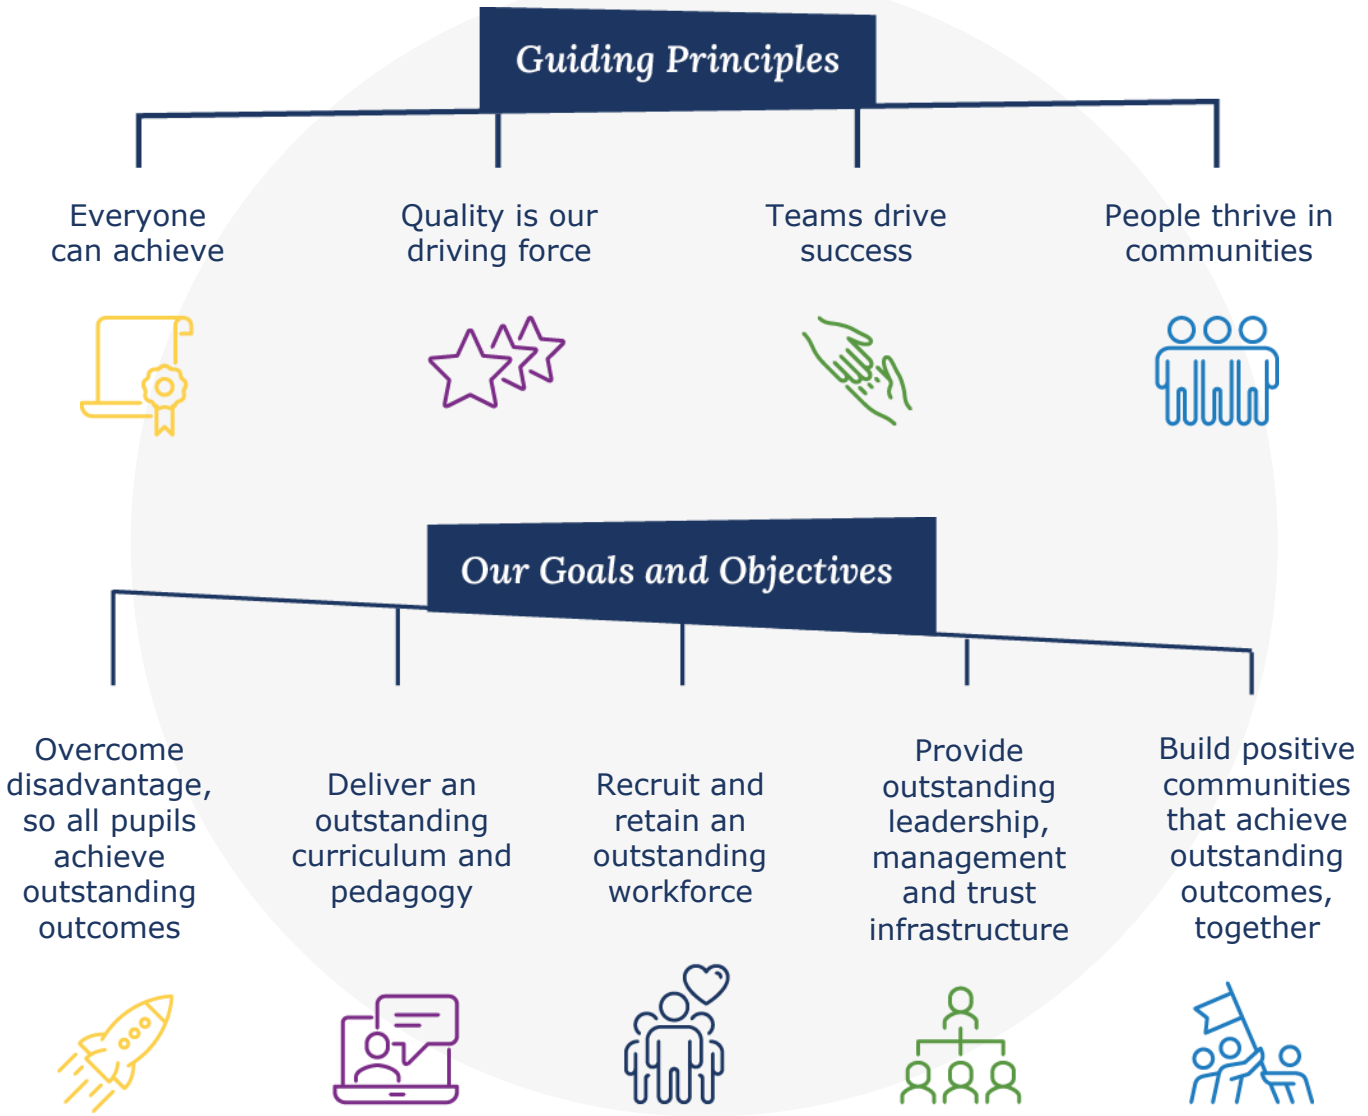 Guiding Principles
Everyone
can achieve
Quality is our
driving force
Teams drive
success
People thrive in
communities
Our Goals and Objectives
Overcome
disadvantage,
so all pupils
achieve
outstanding
outcomes
Deliver an
outstanding
curriculum and
pedagogy
Recruit and
retain an
outstanding
workforce
Provide
outstanding
leadership,
management
and trust
infrastructure
Build positive
communities
that achieve
outstanding
outcomes,
together